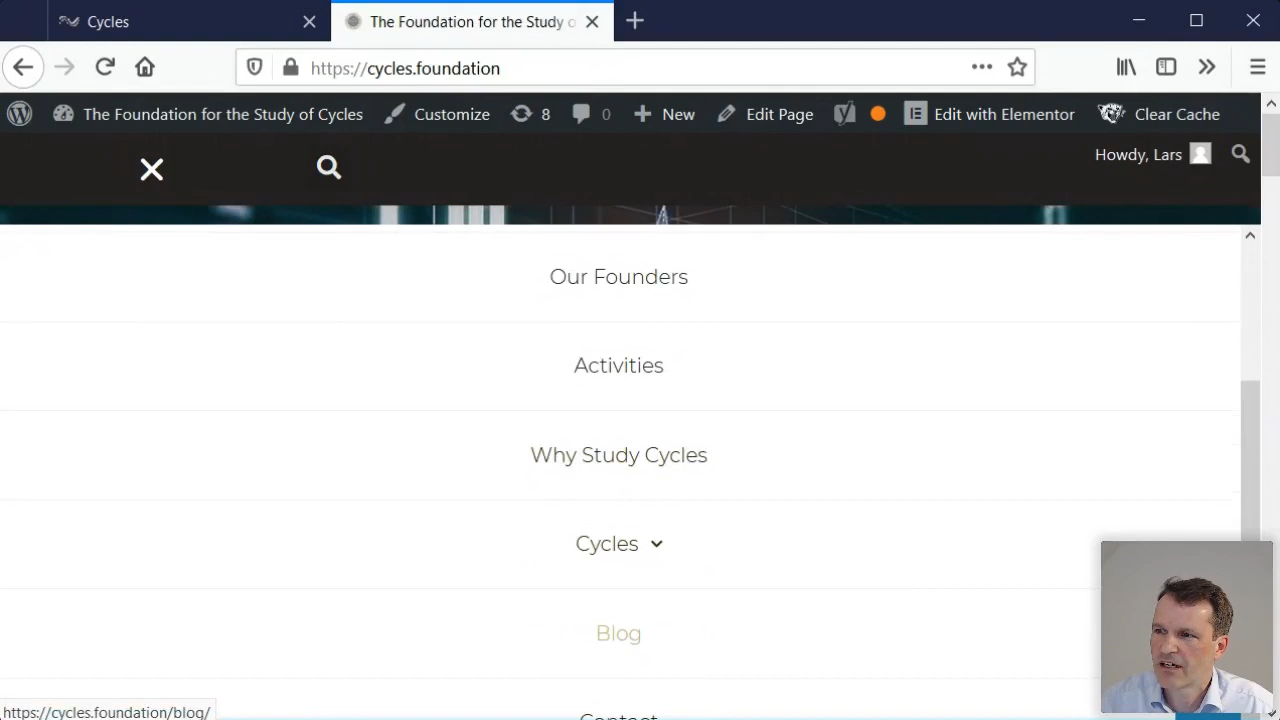 Cycles
The Foundation for the Study o
https://cycles.foundation
The Foundation for the Study of Cycles Customize 8 0 New Edit Page Edit with Elementor Clear Cache
Howdy, Lars
Our Founders
Activities
Why Study Cycles
Cycles
Blog
Contact
https://cycles.foundation/blog/